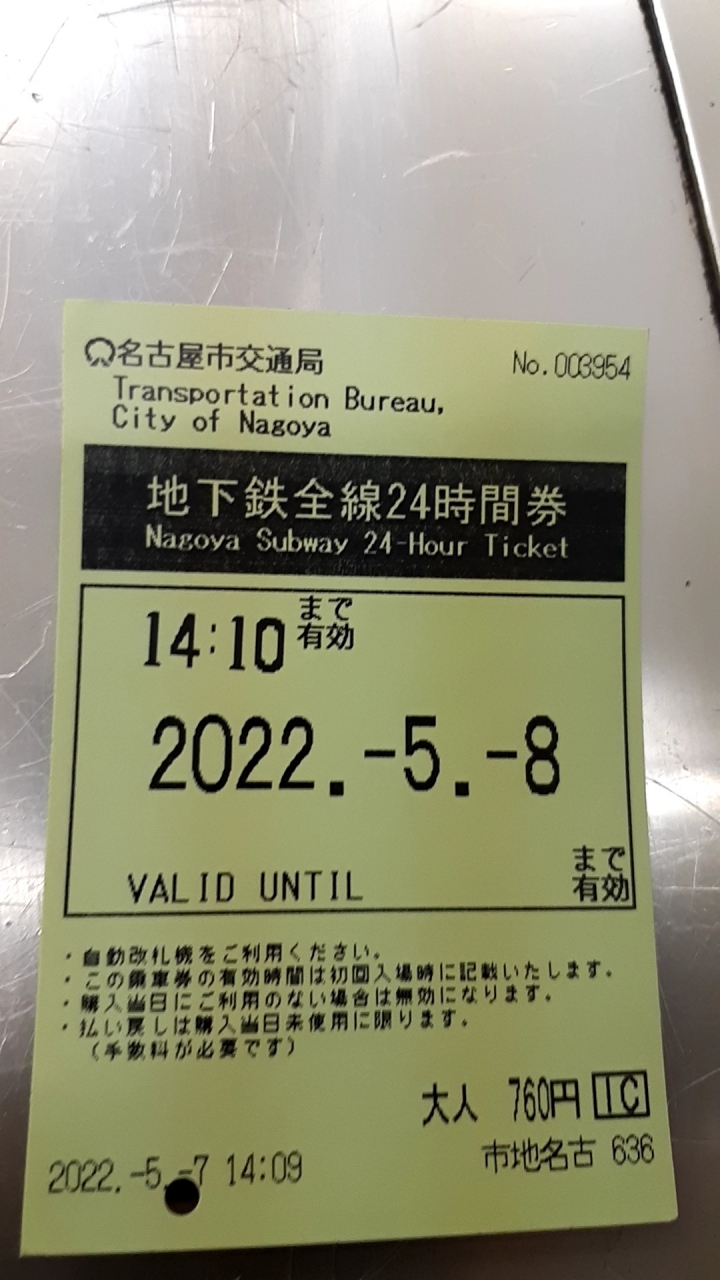 名古屋市交通局 No.003954
Transportation Bureau,
City of Nagoya
地下鉄全線24時間券
Nagoya Subway 24-Hour Ticket
14:10まで有効
2022.-5.-8
VALID UNTIL まで有効
・自動改札機をご利用ください。
・この乗車券の有効時間は初回入場時に記載いたします。
・購入当日にご利用のない場合は無効になります。
・払い戻しは購入当日未使用に限ります。
（手数料が必要です）
大人 760円 IC
2022.-5.-7 14:09 市地名古 636